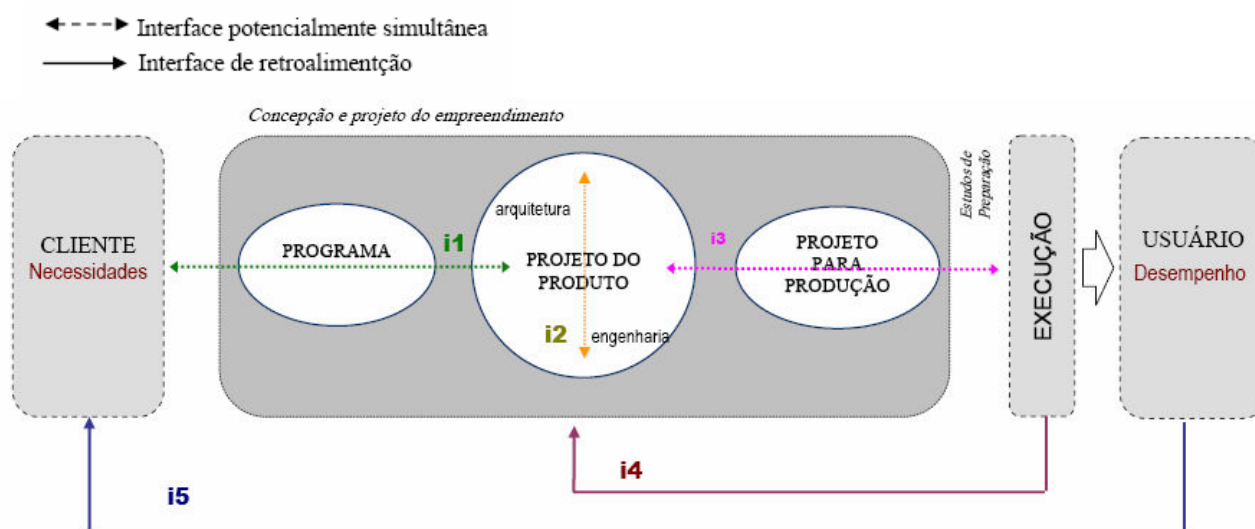 Interface potencialmente simultânea
Interface de retroalimentção
Concepção e projeto do empreendimento
CLIENTE
Necessidades
PROGRAMA
i1
arquitetura
PROJETO DO
PRODUTO
i2
engenharia
i3
PROJETO
PARA
PRODUÇÃO
Estudos de
Preparação
EXECUÇÃO
USUÁRIO
Desempenho
i4
i5